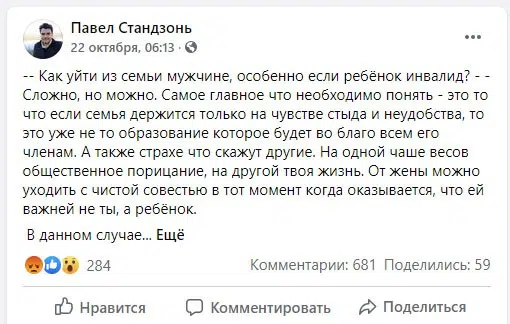 Павел Стандзонь
22 октября, 06:13 ·
-- Как уйти из семьи мужчине, особенно если ребёнок инвалид? - -
Сложно, но можно. Самое главное что необходимо понять - это то
что если семья держится только на чувстве стыда и неудобства, то
это уже не то образование которое будет во благо всем его
членам. А также страхе что скажут другие. На одной чаше весов
общественное порицание, на другой твоя жизнь. От жены можно
уходить с чистой совестью в тот момент когда оказывается, что ей
важней не ты, а ребёнок.
В данном случае... Ещё
284 Комментарии: 681 Поделились: 59
Нравится Комментировать Поделиться